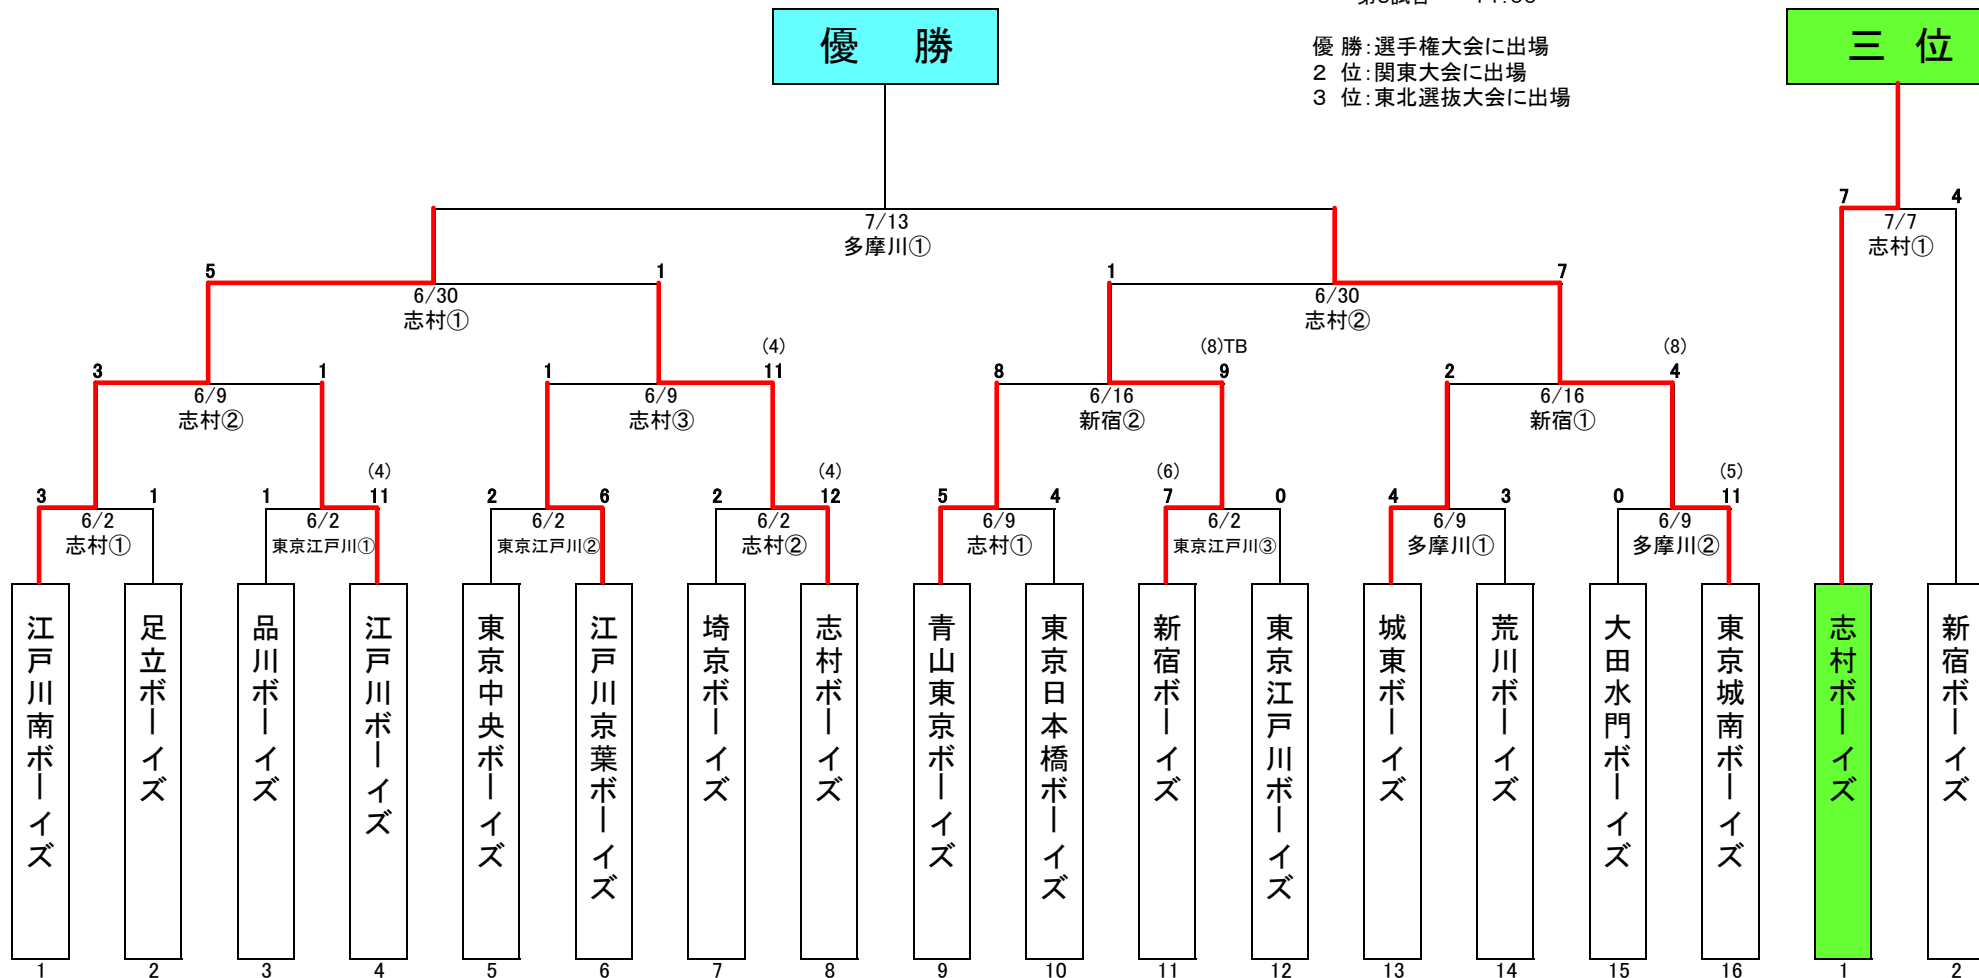 優　勝
三 位
優 勝：選手権大会に出場
２ 位：関東大会に出場
３ 位：東北選抜大会に出場
7 4
7/13
7/7
多摩川①
志村①
5 1 1 7
6/30 6/30
志村① 志村②
(4) (8)TB (8)
3 1 1 11 8 9 2 4
6/9 6/9 6/16 6/16
志村② 志村③ 新宿② 新宿①
(4) (4) (6) (5)
3 1 1 11 2 6 2 12 5 4 7 0 4 3 0 11
6/2 6/2 6/2 6/2 6/9 6/2 6/9 6/9
志村① 東京江戸川① 東京江戸川② 志村② 志村① 東京江戸川③ 多摩川① 多摩川②
江戸川南ボーイズ
足立ボーイズ
品川ボーイズ
江戸川ボーイズ
東京中央ボーイズ
江戸川京葉ボーイズ
埼京ボーイズ
志村ボーイズ
青山東京ボーイズ
東京日本橋ボーイズ
新宿ボーイズ
東京江戸川ボーイズ
城東ボーイズ
荒川ボーイズ
大田水門ボーイズ
東京城南ボーイズ
志村ボーイズ
新宿ボーイズ
1 2 3 4 5 6 7 8 9 10 11 12 13 14 15 16 1 2